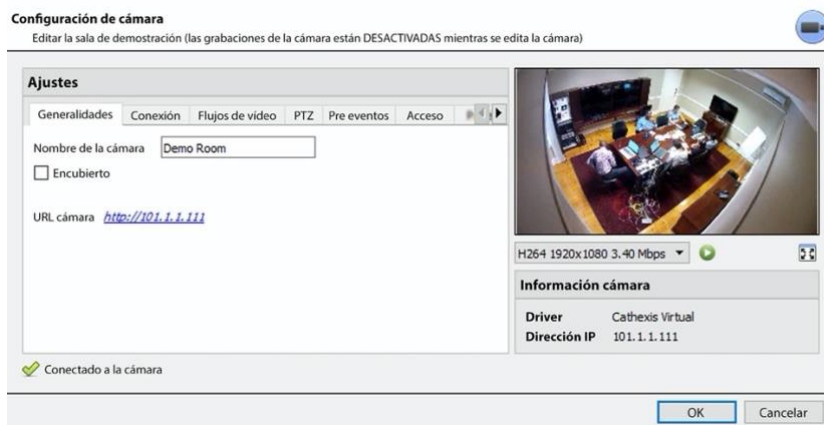 Configuración de cámara
Editar la sala de demostración (las grabaciones de la cámara están DESACTIVADAS mientras se edita la cámara)
Ajustes
Generalidades Conexión Flujos de vídeo PTZ Pre eventos Acceso
Nombre de la cámara Demo Room
Encubierto
URL cámara http://101.1.1.111
H264 1920x1080 3.40 Mbps
Información cámara
Driver Cathexis Virtual
Dirección IP 101.1.1.111
Conectado a la cámara
OK Cancelar